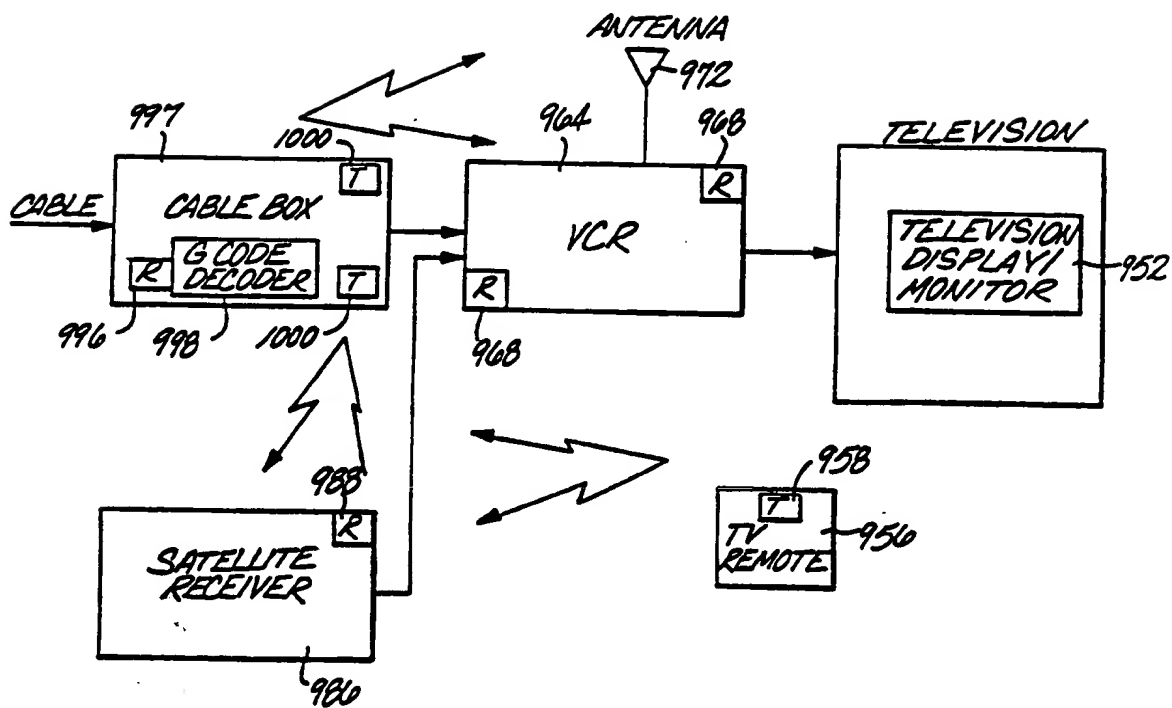 ANTENNA
972
997
1000
964
968
TELEVISION
T
R
CABLE
CABLE BOX
VCR
TELEVISION
DISPLAY/
MONITOR
952
G CODE
DECODER
R
T
R
996
998
1000
968
988
R
958
T
956
TV
REMOTE
SATELLITE
RECEIVER
986